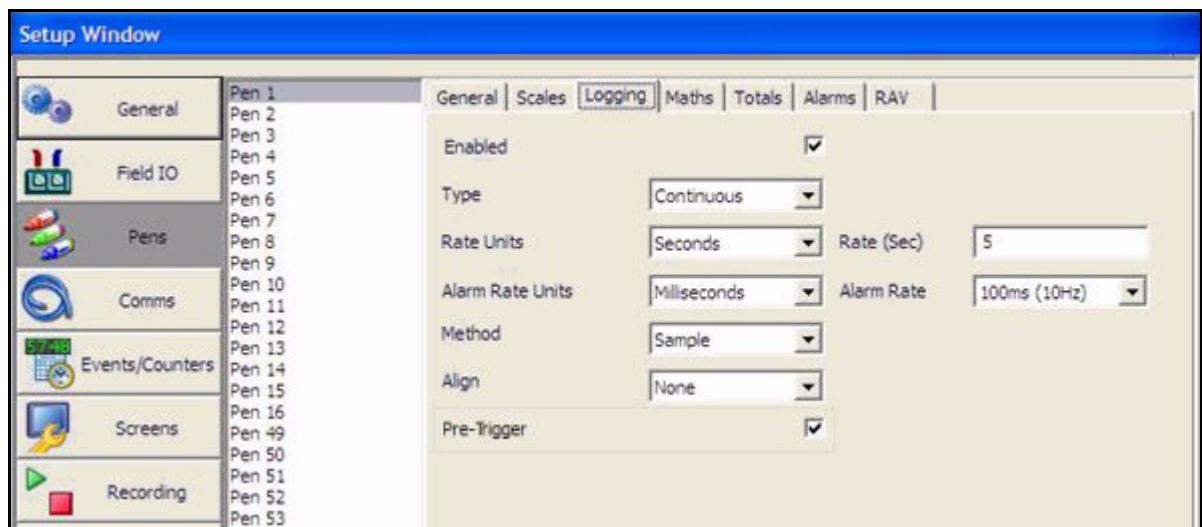 Setup Window
General
Field IO
Pens
Comms
57:48
Events/Counters
Screens
Recording
Pen 1
Pen 2
Pen 3
Pen 4
Pen 5
Pen 6
Pen 7
Pen 8
Pen 9
Pen 10
Pen 11
Pen 12
Pen 13
Pen 14
Pen 15
Pen 16
Pen 49
Pen 50
Pen 51
Pen 52
Pen 53
General Scales Logging Maths Totals Alarms RAV
Enabled
Type Continuous
Rate Units Seconds Rate (Sec) 5
Alarm Rate Units Milliseconds Alarm Rate 100ms (10Hz)
Method Sample
Align None
Pre-Trigger